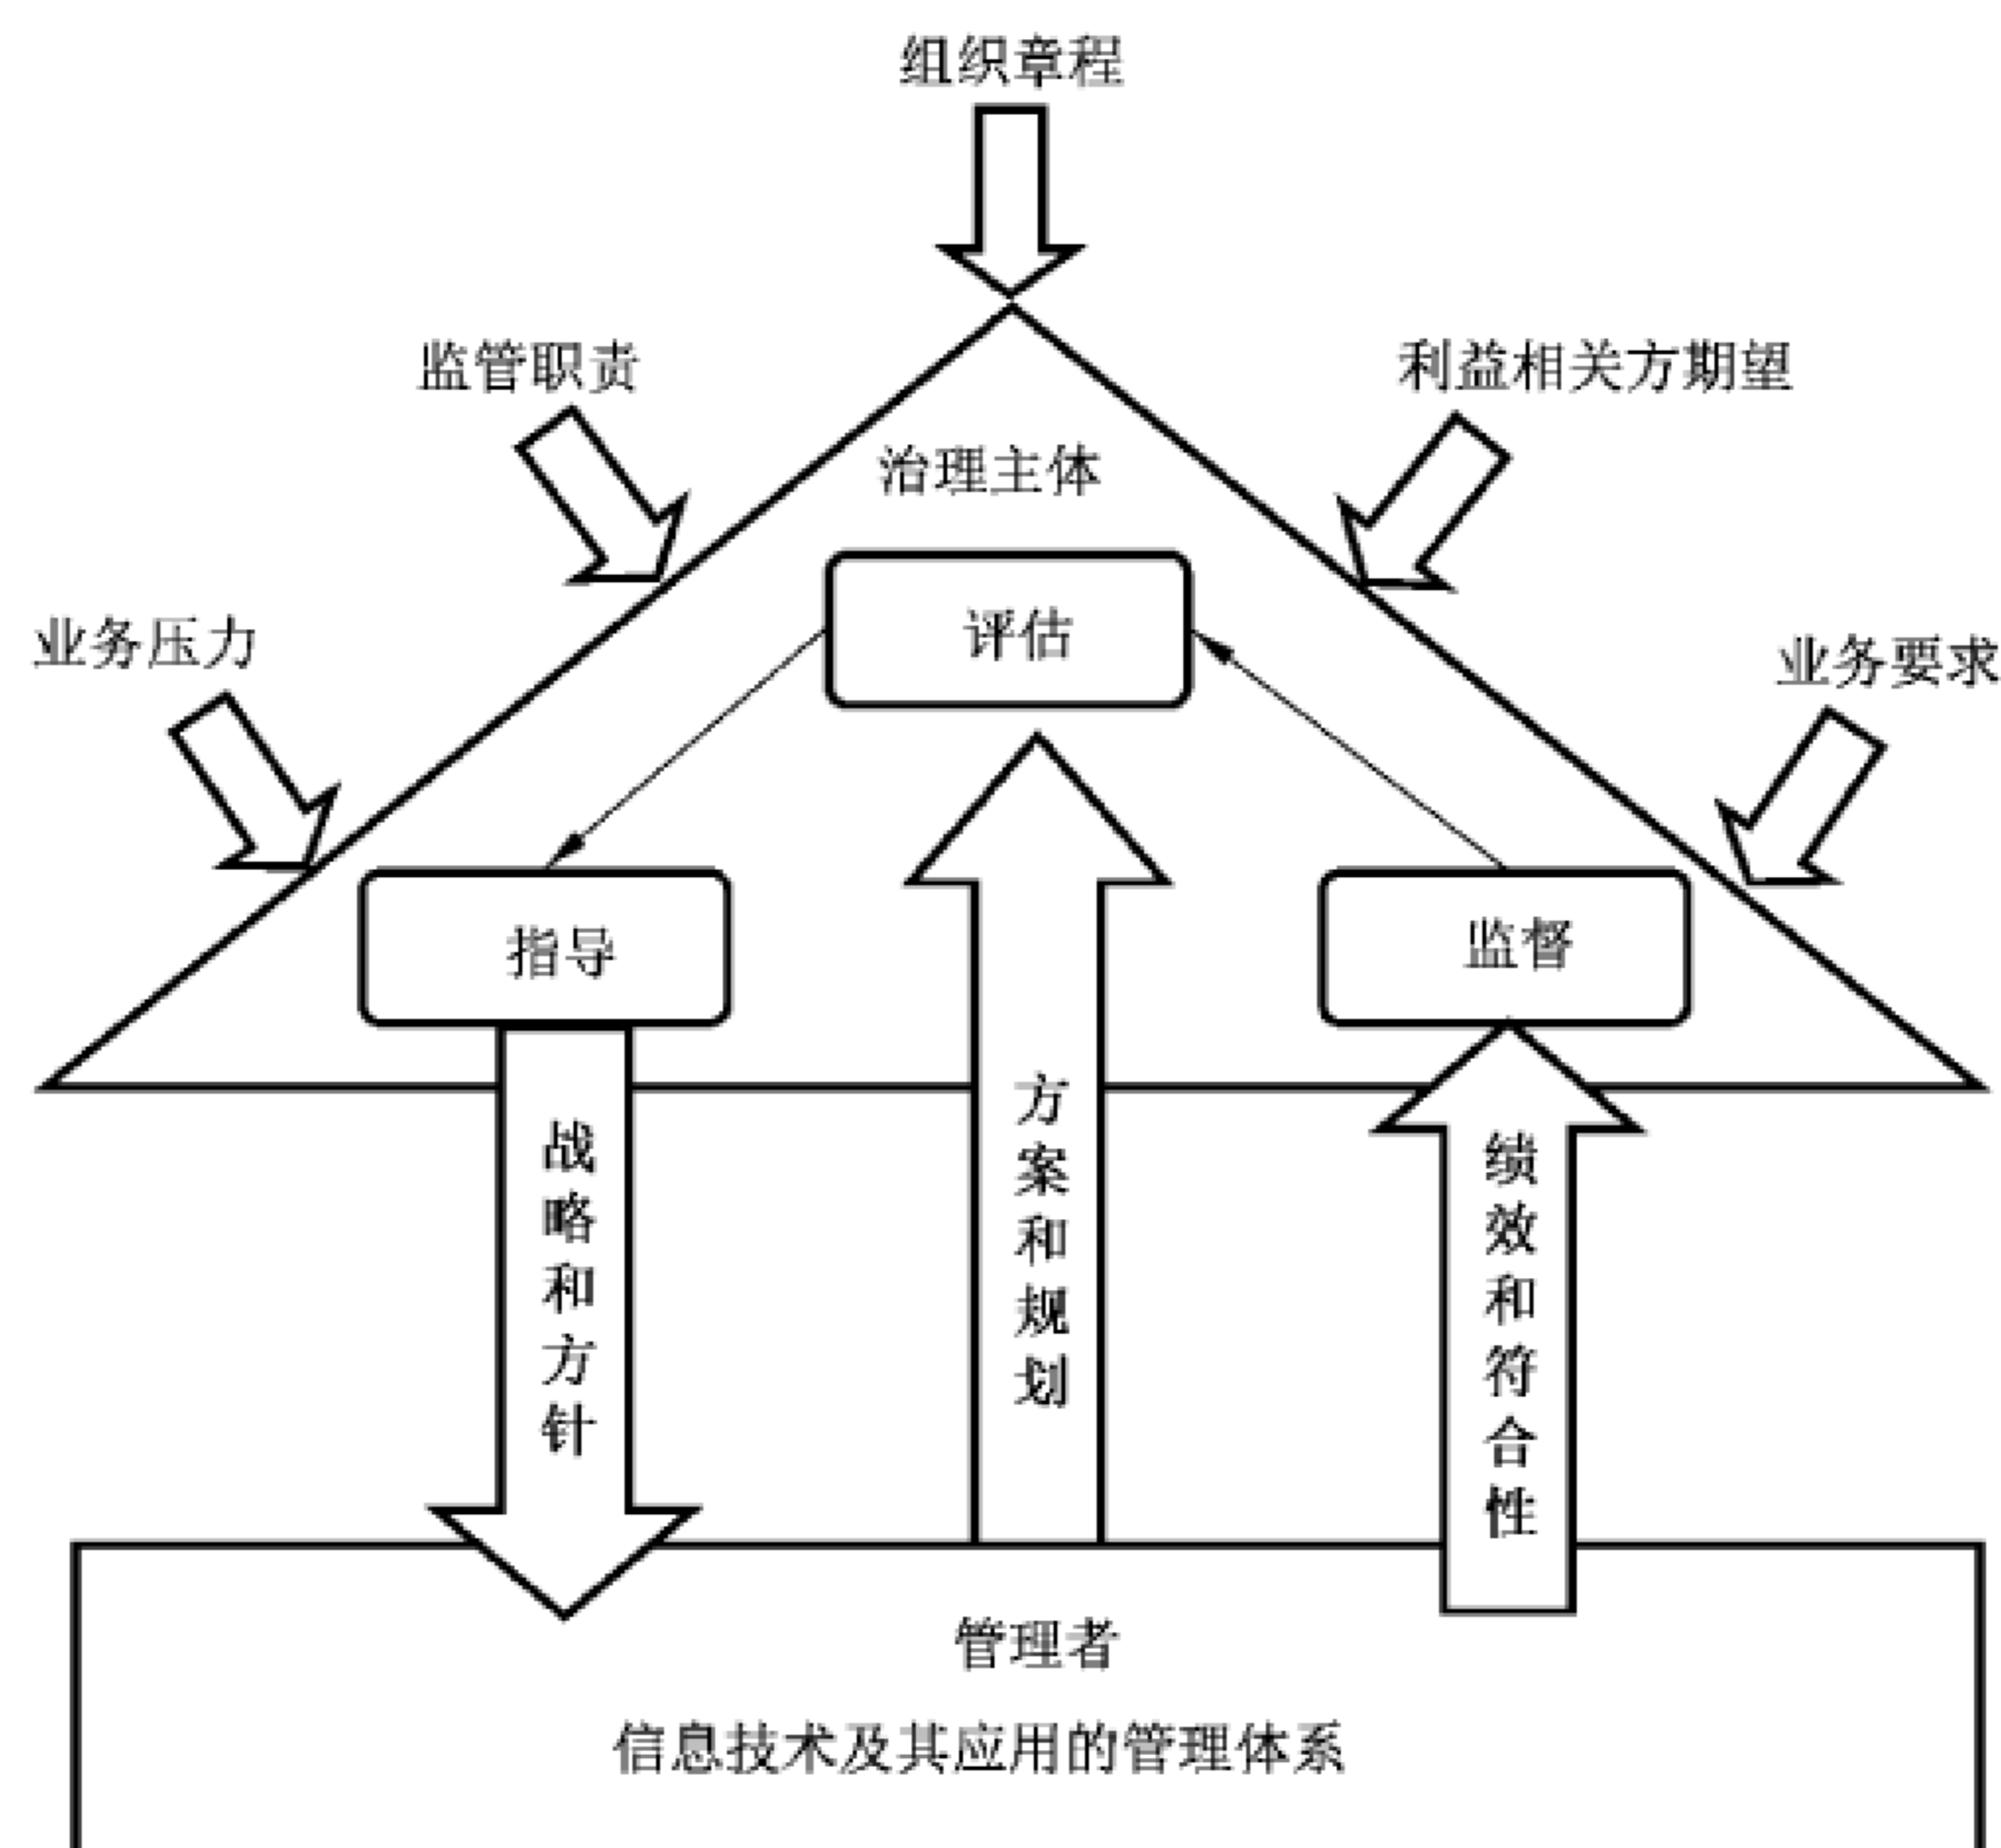 组织章程
监管职责
利益相关方期望
治理主体
业务压力
评估
业务要求
指导
监督
战略和方针
方案和规划
绩效和符合性
管理者
信息技术及其应用的管理体系